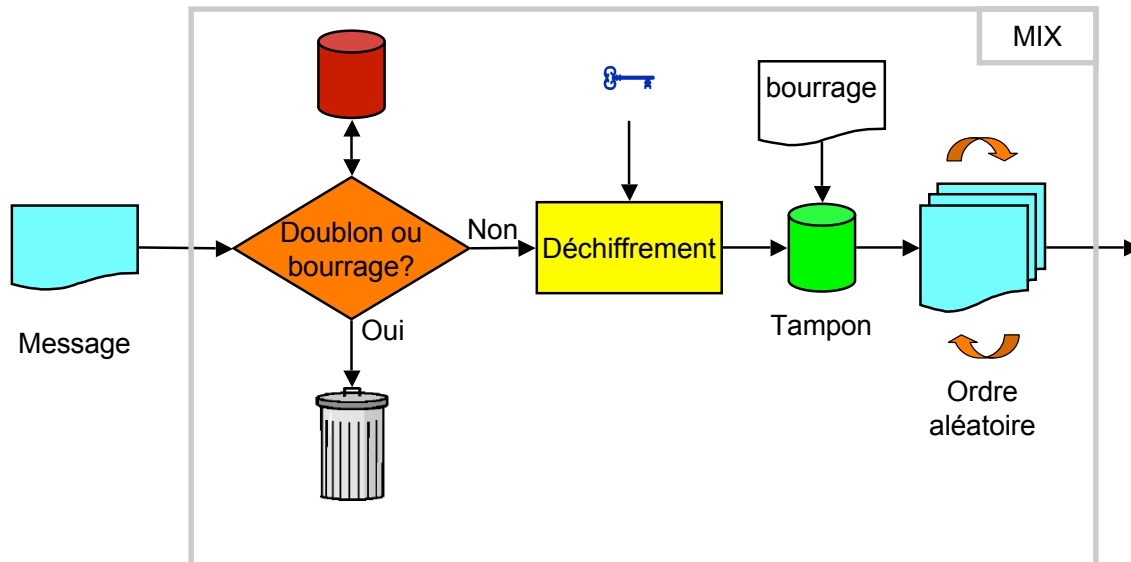 MIX
bourrage
Doublon ou
bourrage?
Non
Déchiffrement
Oui
Message
Tampon
Ordre
aléatoire